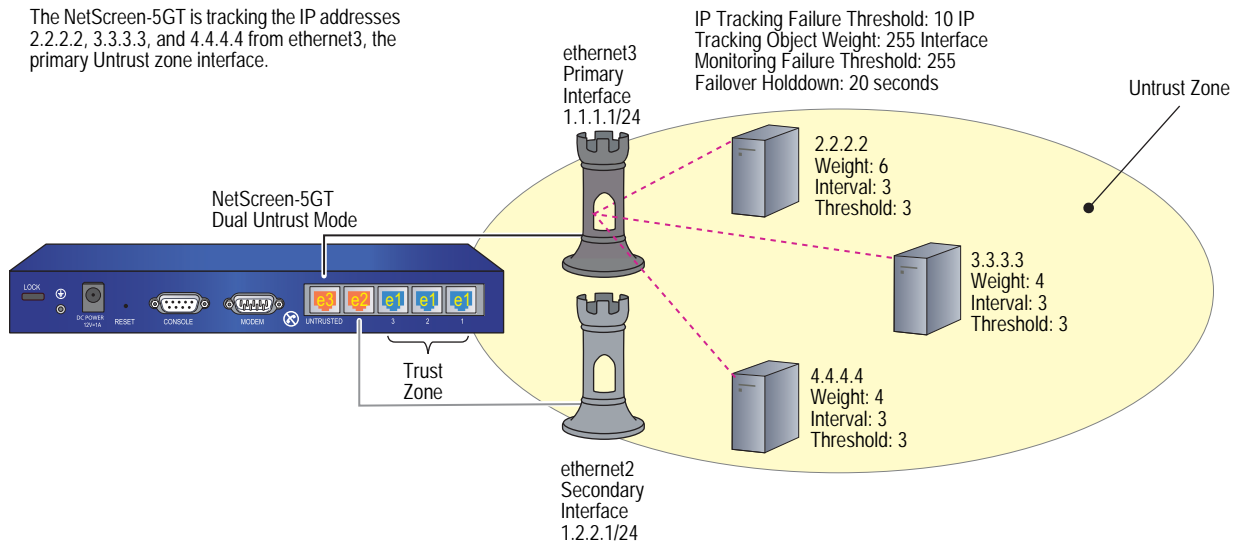 The NetScreen-5GT is tracking the IP addresses
2.2.2.2, 3.3.3.3, and 4.4.4.4 from ethernet3, the
primary Untrust zone interface.
IP Tracking Failure Threshold: 10 IP
Tracking Object Weight: 255 Interface
Monitoring Failure Threshold: 255
Failover Holddown: 20 seconds
ethernet3
Primary
Interface
1.1.1.1/24
Untrust Zone
2.2.2.2
Weight: 6
Interval: 3
Threshold: 3
NetScreen-5GT
Dual Untrust Mode
3.3.3.3
Weight: 4
Interval: 3
Threshold: 3
LOCK
DC POWER
12V=1A
RESET
CONSOLE
MODEM
e3
e2
e1
e1
e1
UNTRUSTED
3
2
1
Trust
Zone
4.4.4.4
Weight: 4
Interval: 3
Threshold: 3
ethernet2
Secondary
Interface
1.2.2.1/24